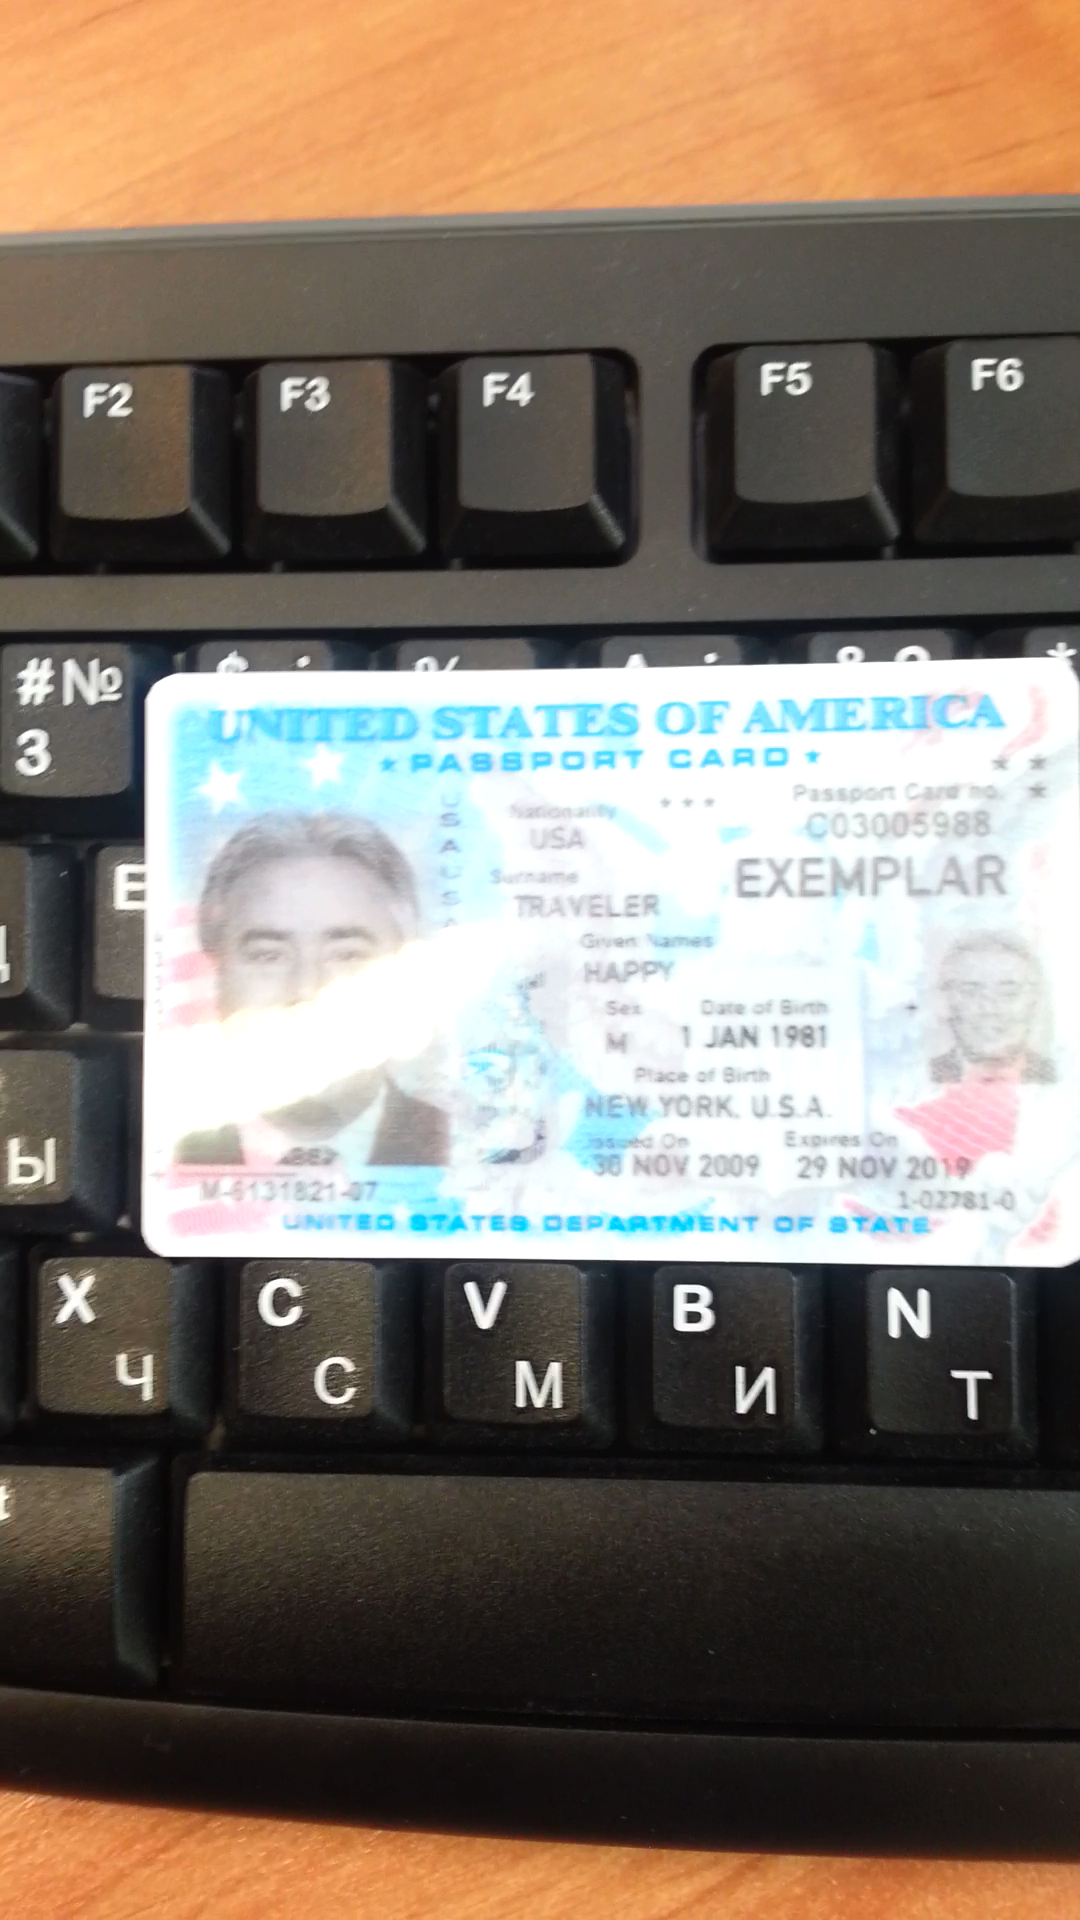 F2 F3 F4 F5 F6
#№
3
UNITED STATES OF AMERICA
★ PASSPORT CARD ★
USA
Nationality
USA
Passport Card no.
C03005988
EXEMPLAR
Surname
TRAVELER
Given Names
HAPPY
Sex Date of Birth
M 1 JAN 1981
Place of Birth
NEW YORK, U.S.A.
Issued On Expires On
30 NOV 2009 29 NOV 2019
M-6131821-07 1-02781-0
UNITED STATES DEPARTMENT OF STATE
E
Ы
X C V B N
Ч С М И Т